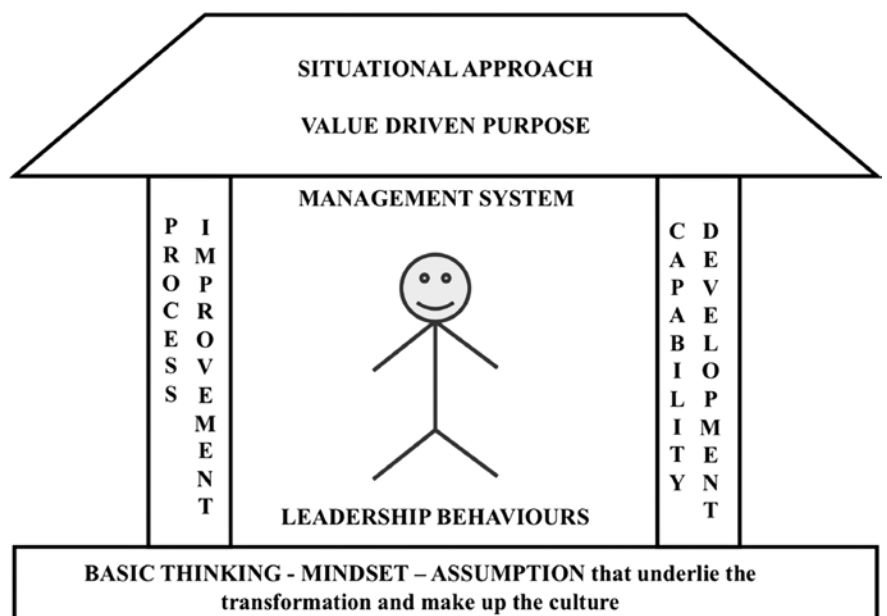 SITUATIONAL APPROACH
VALUE DRIVEN PURPOSE
MANAGEMENT SYSTEM
PROCESS
IMPROVEMENT
CAPABILITY
DEVELOPMENT
LEADERSHIP BEHAVIOURS
BASIC THINKING - MINDSET – ASSUMPTION that underlie the
transformation and make up the culture